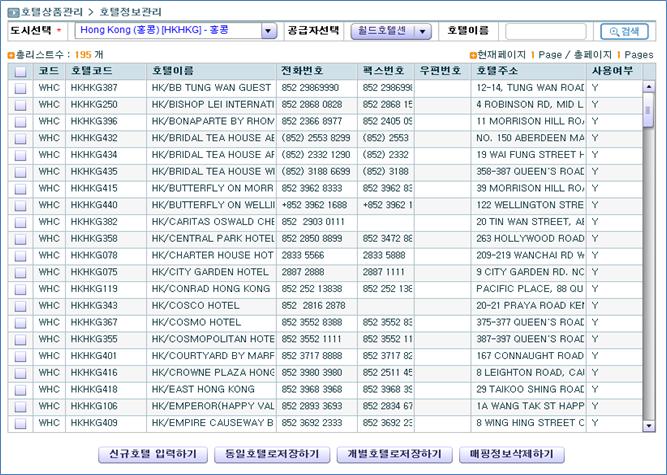 호텔상품관리 > 호텔정보관리
도시선택 * Hong Kong (홍콩) [HKHKG] - 홍콩 공급자선택 월드호텔센 호텔이름 검색
총리스트수 : 195 개 현재페이지 1 Page / 총페이지 1 Pages
코드 호텔코드 호텔이름 전화번호 팩스번호 우편번호 호텔주소 사용여부
WHC HKHKG387 HK/BB TUNG WAN GUEST 852 29869990 852 2986991 12-14, TUNG WAN ROAD Y
WHC HKHKG250 HK/BISHOP LEI INTERNATI 852 2868 0828 852 2868 15 4 ROBINSON RD, MID L Y
WHC HKHKG396 HK/BONAPARTE BY RHOM 852 2366 8977 852 2405 09 11 MORRISON HILL RO Y
WHC HKHKG432 HK/BRIDAL TEA HOUSE AE (852) 2553 8299 (852) 2553 NO. 150 ABERDEEN MA Y
WHC HKHKG434 HK/BRIDAL TEA HOUSE (852) 2332 1290 (852) 2332 19 WAI FUNG STREET H Y
WHC HKHKG435 HK/BRIDAL TEA HOUSE WI (852) 3188 6699 (852) 3188 358-387 QUEEN'S ROAD Y
WHC HKHKG415 HK/BUTTERFLY ON MORR 852 3962 8333 852 3962 83 39 MORRISON HILL ROA Y
WHC HKHKG440 HK/BUTTERFLY ON WELLI +852 3962 1688 +852 3962 1 122 WELLINGTON STRE Y
WHC HKHKG382 HK/CARITAS OSWALD CHE 852 2903 0111 20 TIN WAN STREET, Y
WHC HKHKG358 HK/CENTRAL PARK HOTEL 852 2850 8899 852 3472 88 263 HOLLYWOOD ROAD Y
WHC HKHKG078 HK/CHARTER HOUSE HOT 2833 5566 2833 5888 209-219 WANCHAI RD W Y
WHC HKHKG075 HK/CITY GARDEN HOTEL 2887 2888 2887 1111 9 CITY GARDEN RD. NO Y
WHC HKHKG119 HK/CONRAD HONG KONG 852 252 13838 852 252 138 PACIFIC PLACE, 88 QU Y
WHC HKHKG343 HK/COSCO HOTEL 852 2816 2878 20-21 PRAYA ROAD KEN Y
WHC HKHKG367 HK/COSMO HOTEL 852 3552 8388 852 3552 83 375-377 QUEEN'S ROAD Y
WHC HKHKG355 HK/COSMOPOLITAN HOTE 852 3552 1111 852 3552 11 387-397 QUEEN'S ROAD Y
WHC HKHKG401 HK/COURTYARD BY MARF 852 3717 8888 852 3717 82 167 CONNAUGHT ROAD Y
WHC HKHKG416 HK/CROWNE PLAZA HONG 852 3980 3980 852 2511 45 8 LEIGHTON ROAD, CAU Y
WHC HKHKG418 HK/EAST HONG KONG 852 3968 3968 852 3968 39 29 TAIKOO SHING ROAD Y
WHC HKHKG106 HK/EMPEROR(HAPPY VAL 852 2893 3693 852 2834 67 1A WANG TAK ST HAPP Y
WHC HKHKG409 HK/EMPIRE CAUSEWAY B 852 3692 2333 852 3692 23 8 WING HING STREET C Y
신규호텔 입력하기 동일호텔로저장하기 개별호텔로저장하기 매핑정보삭제하기